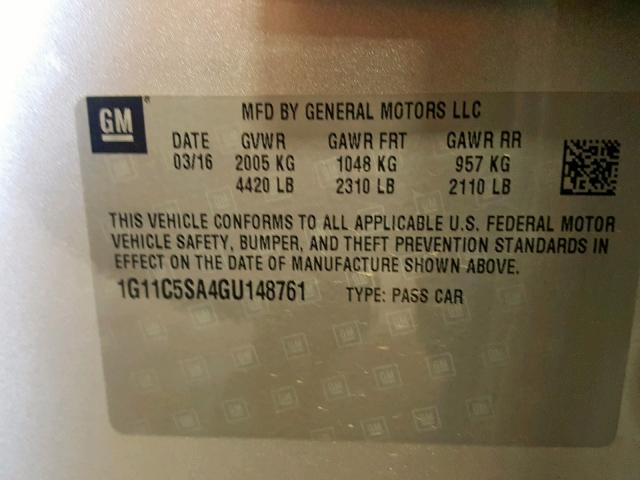 GM
MFD BY GENERAL MOTORS LLC
DATE GVWR GAWR FRT GAWR RR
03/16 2005 KG 1048 KG 957 KG
4420 LB 2310 LB 2110 LB
THIS VEHICLE CONFORMS TO ALL APPLICABLE U.S. FEDERAL MOTOR
VEHICLE SAFETY, BUMPER, AND THEFT PREVENTION STANDARDS IN
EFFECT ON THE DATE OF MANUFACTURE SHOWN ABOVE.
1G11C5SA4GU148761 TYPE: PASS CAR